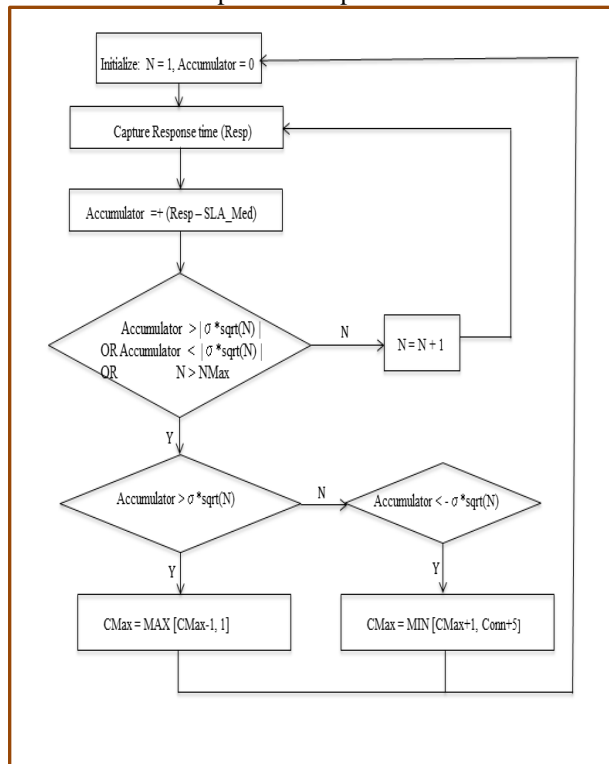 Initialize: N = 1, Accumulator = 0
Capture Response time (Resp)
Accumulator =+ (Resp – SLA_Med)
Accumulator > | σ *sqrt(N) |
OR Accumulator < | σ *sqrt(N) |
OR N > NMax
N
N = N + 1
Y
Accumulator > σ *sqrt(N)
N
Accumulator < - σ *sqrt(N)
Y
Y
CMax = MAX [CMax-1, 1]
CMax = MIN [CMax+1, Conn+5]